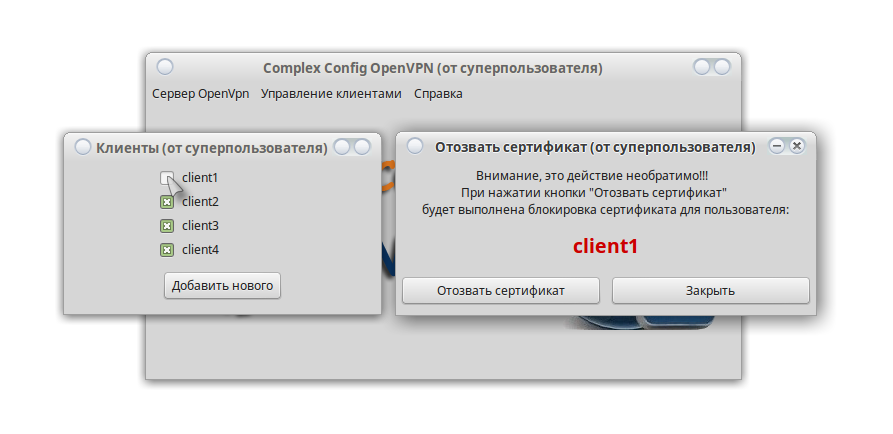 Complex Config OpenVPN (от суперпользователя)
Сервер OpenVpn Управление клиентами Справка
Клиенты (от суперпользователя)
client1
client2
client3
client4
Добавить нового
Отозвать сертификат (от суперпользователя)
Внимание, это действие необратимо!!!
При нажатии кнопки "Отозвать сертификат"
будет выполнена блокировка сертификата для пользователя:
client1
Отозвать сертификат Закрыть